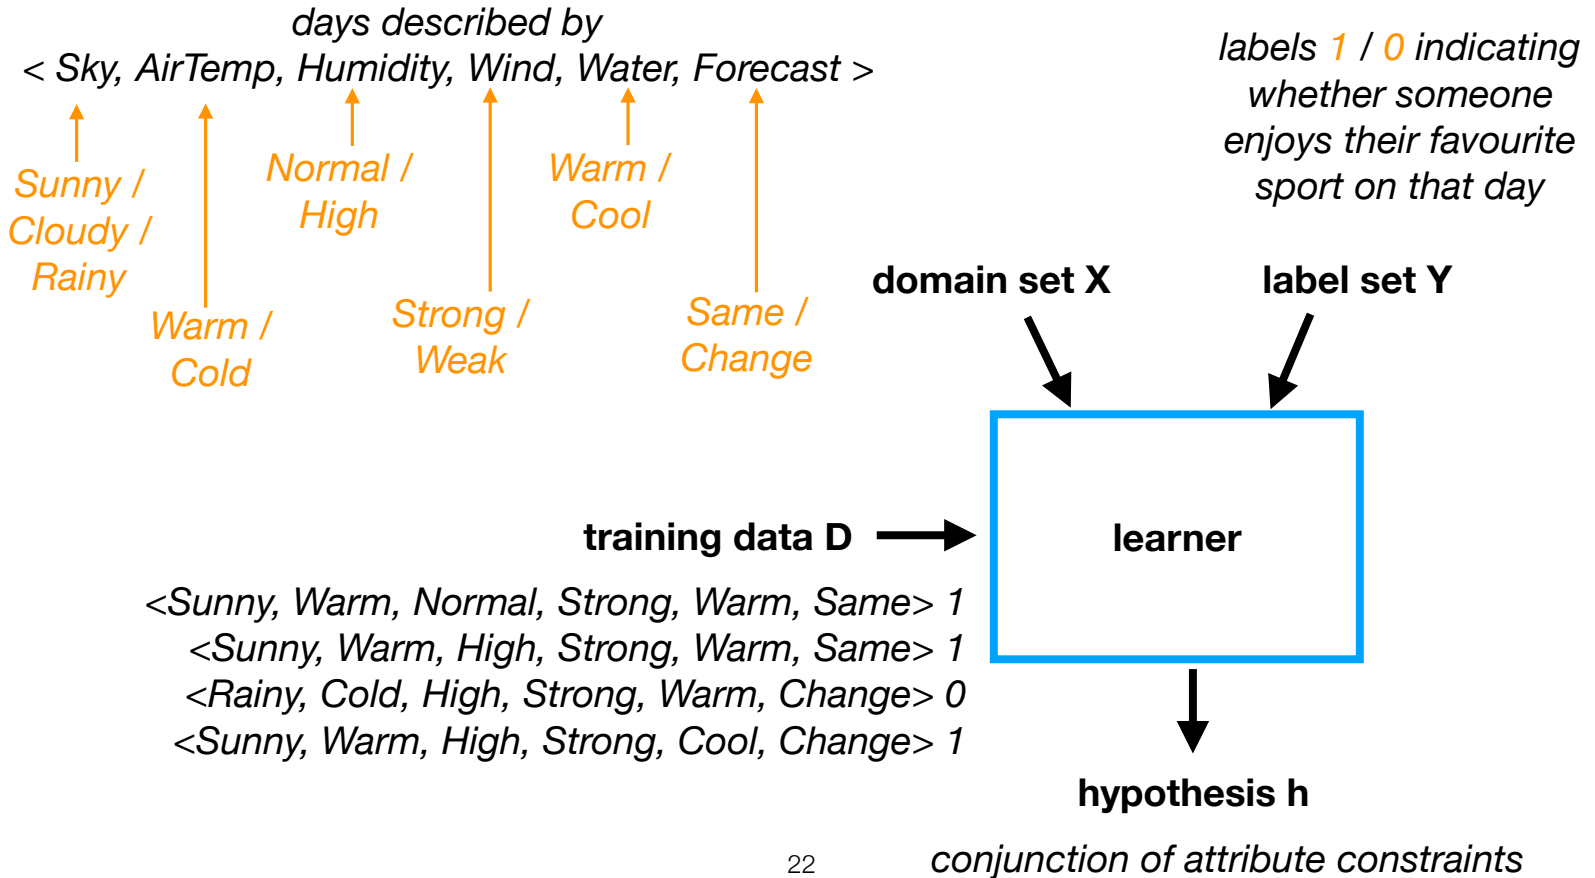 days described by
< Sky, AirTemp, Humidity, Wind, Water, Forecast >
labels 1 / 0 indicating
whether someone
enjoys their favourite
sport on that day
Sunny /
Cloudy /
Rainy
Warm /
Cold
Normal /
High
Strong /
Weak
Warm /
Cool
Same /
Change
domain set X
label set Y
training data D
learner
<Sunny, Warm, Normal, Strong, Warm, Same> 1
<Sunny, Warm, High, Strong, Warm, Same> 1
<Rainy, Cold, High, Strong, Warm, Change> 0
<Sunny, Warm, High, Strong, Cool, Change> 1
hypothesis h
conjunction of attribute constraints
22